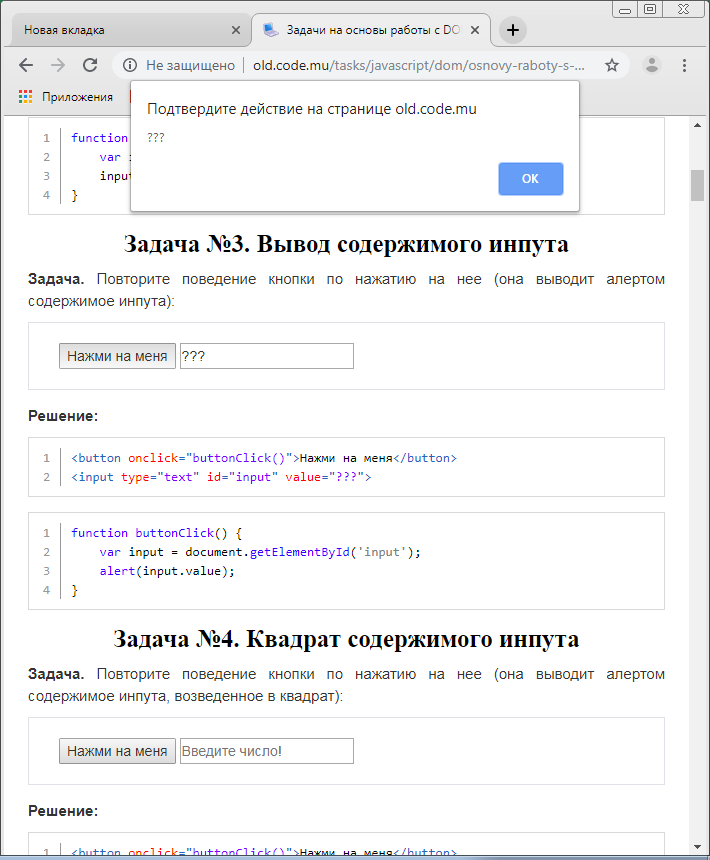 Новая вкладка
Задачи на основы работы с DO
Не защищено
old.code.mu/tasks/javascript/dom/osnovy-raboty-s-...
Приложения
Подтвердите действие на странице old.code.mu
???
ОК
1 function
2 var
3 input
4 }
Задача №3. Вывод содержимого инпута
Задача. Повторите поведение кнопки по нажатию на нее (она выводит алертом
содержимое инпута):
Нажми на меня ???
Решение:
1 <button onclick="buttonClick()">Нажми на меня</button>
2 <input type="text" id="input" value="???">
1 function buttonClick() {
2 var input = document.getElementById('input');
3 alert(input.value);
4 }
Задача №4. Квадрат содержимого инпута
Задача. Повторите поведение кнопки по нажатию на нее (она выводит алертом
содержимое инпута, возведенное в квадрат):
Нажми на меня Введите число!
Решение:
1 <button onclick="buttonClick()">Нажми на меня</button>